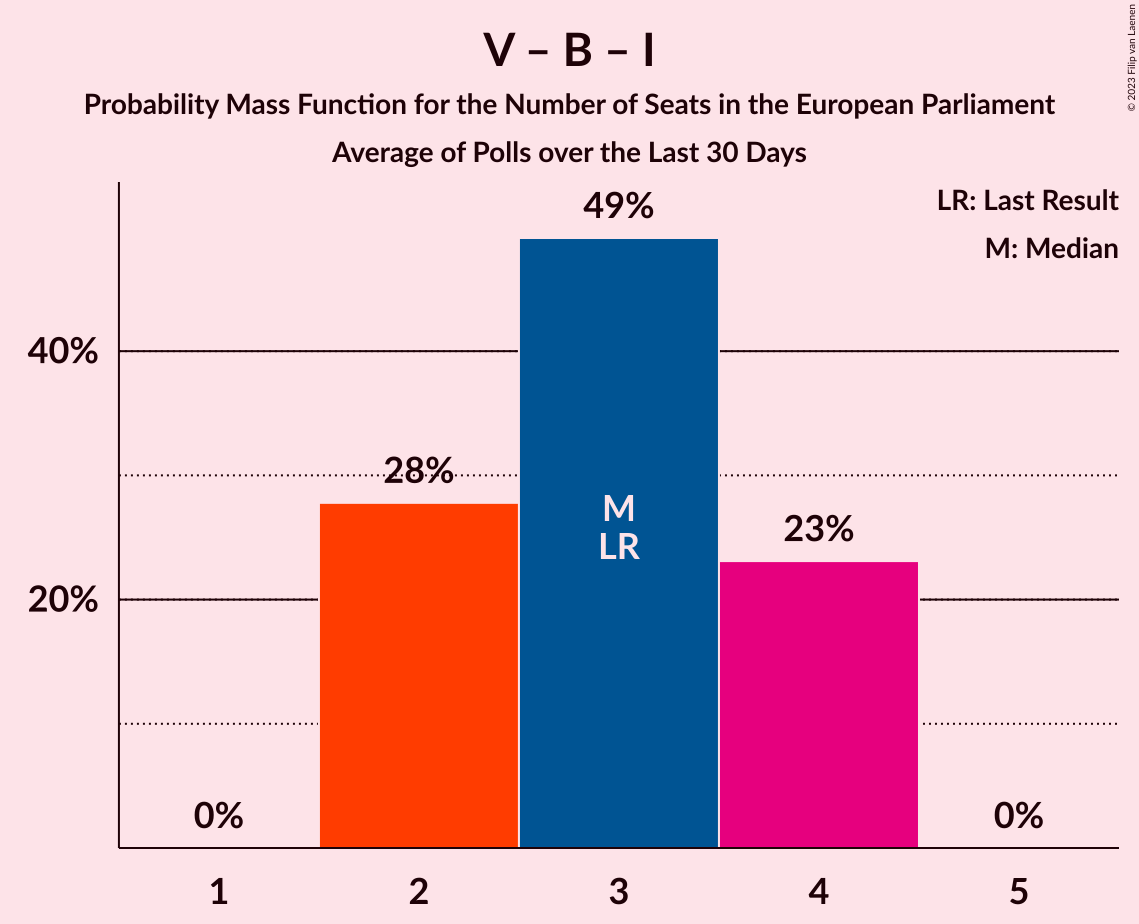 V – B – I
Probability Mass Function for the Number of Seats in the European Parliament
Average of Polls over the Last 30 Days
© 2023 Filip van Laenen
LR: Last Result
M: Median
49%
40%
28%
M
LR
23%
20%
0%
0%
1 2 3 4 5